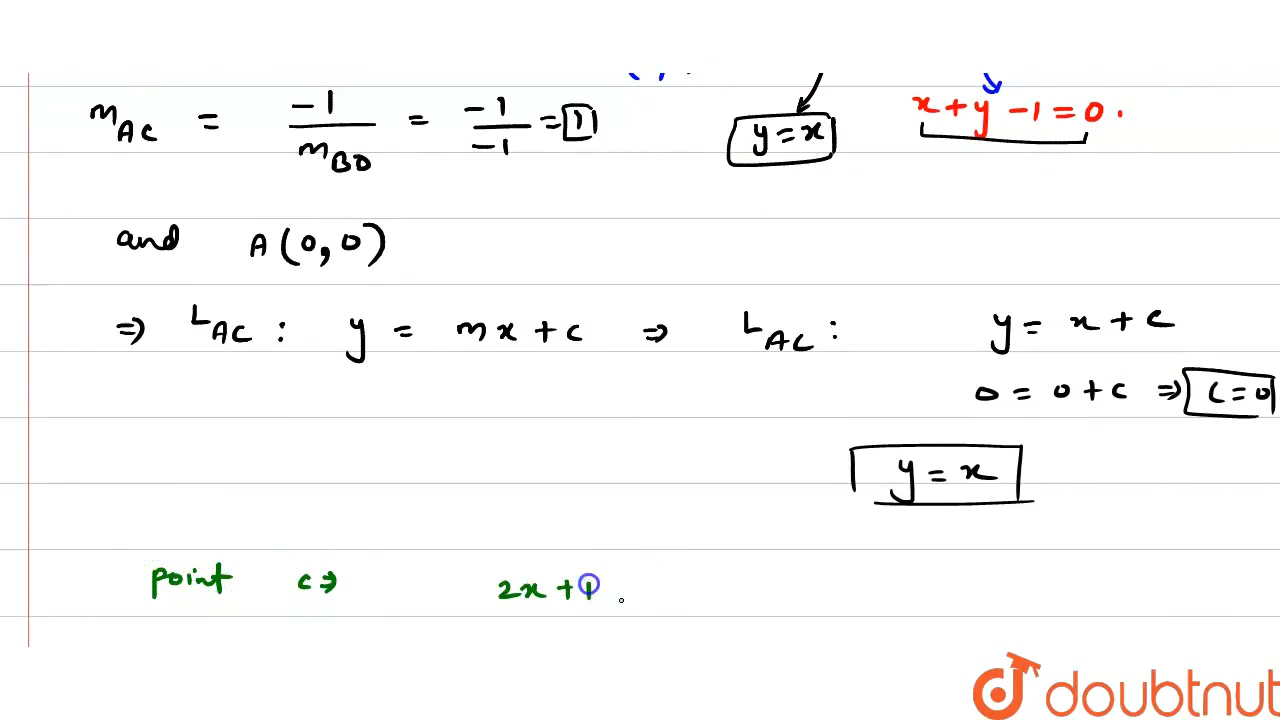 m_AC = -1/m_BD = -1/-1 = 1
y = x
x + y - 1 = 0.
and A(0,0)
⇒ L_AC : y = mx + c ⇒ L_AC : y = x + c
0 = 0 + c ⇒ c = 0
y = x
point c ⇒ 2x + 1
doubtnut